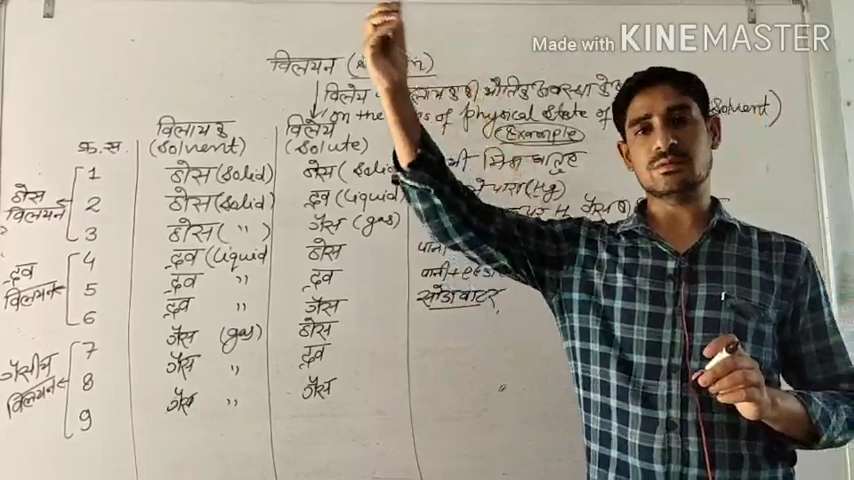 Made with KINEMASTER
विलयन
विलेय भौतिक अवस्था के
on the of physical state of Solvent)
(Example)
क्र.स. विलायक (Solvent) विलेय (Solute)
1 ठोस (Solid) ठोस (Solid
2 ठोस (Solid) द्रव (Liquid
3 ठोस ( " ) गैस (gas)
ठोस विलयन
4 द्रव (Liquid ठोस पानी
5 द्रव " द्रव पानी +
6 द्रव " गैस सोडा वाटर
द्रव विलयन
7 गैस (gas) ठोस
8 गैस " द्रव
9 गैस " गैस
गैसीय विलयन
(Hg)